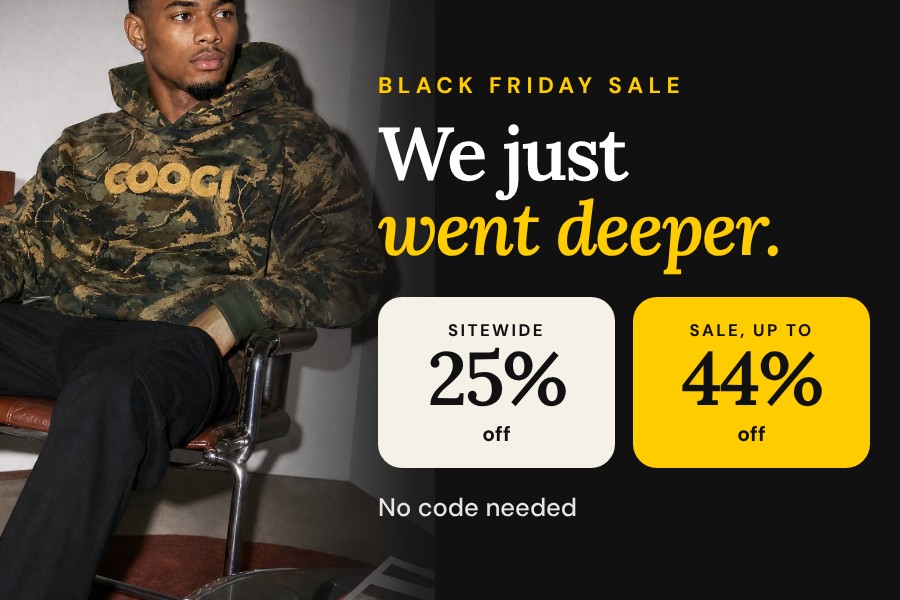 COOGI
BLACK FRIDAY SALE
We just
went deeper.
SITEWIDE
25%
off
SALE, UP TO
44%
off
No code needed